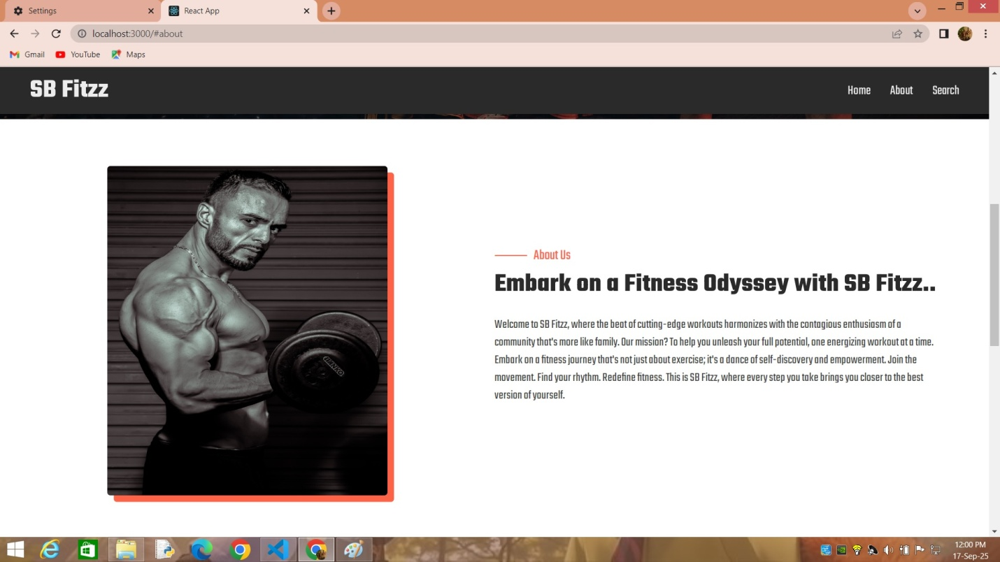 Settings
React App
localhost:3000/#about
Gmail
YouTube
Maps
SB Fitzz
Home
About
Search
About Us
Embark on a Fitness Odyssey with SB Fitzz..
Welcome to SB Fitzz, where the beat of cutting-edge workouts harmonizes with the contagious enthusiasm of a
community that's more like family. Our mission? To help you unleash your full potential, one energizing workout at a time.
Embark on a fitness journey that's not just about exercise; it's a dance of self-discovery and empowerment. Join the
movement. Find your rhythm. Redefine fitness. This is SB Fitzz, where every step you take brings you closer to the best
version of yourself.
12:00 PM
17-Sep-25